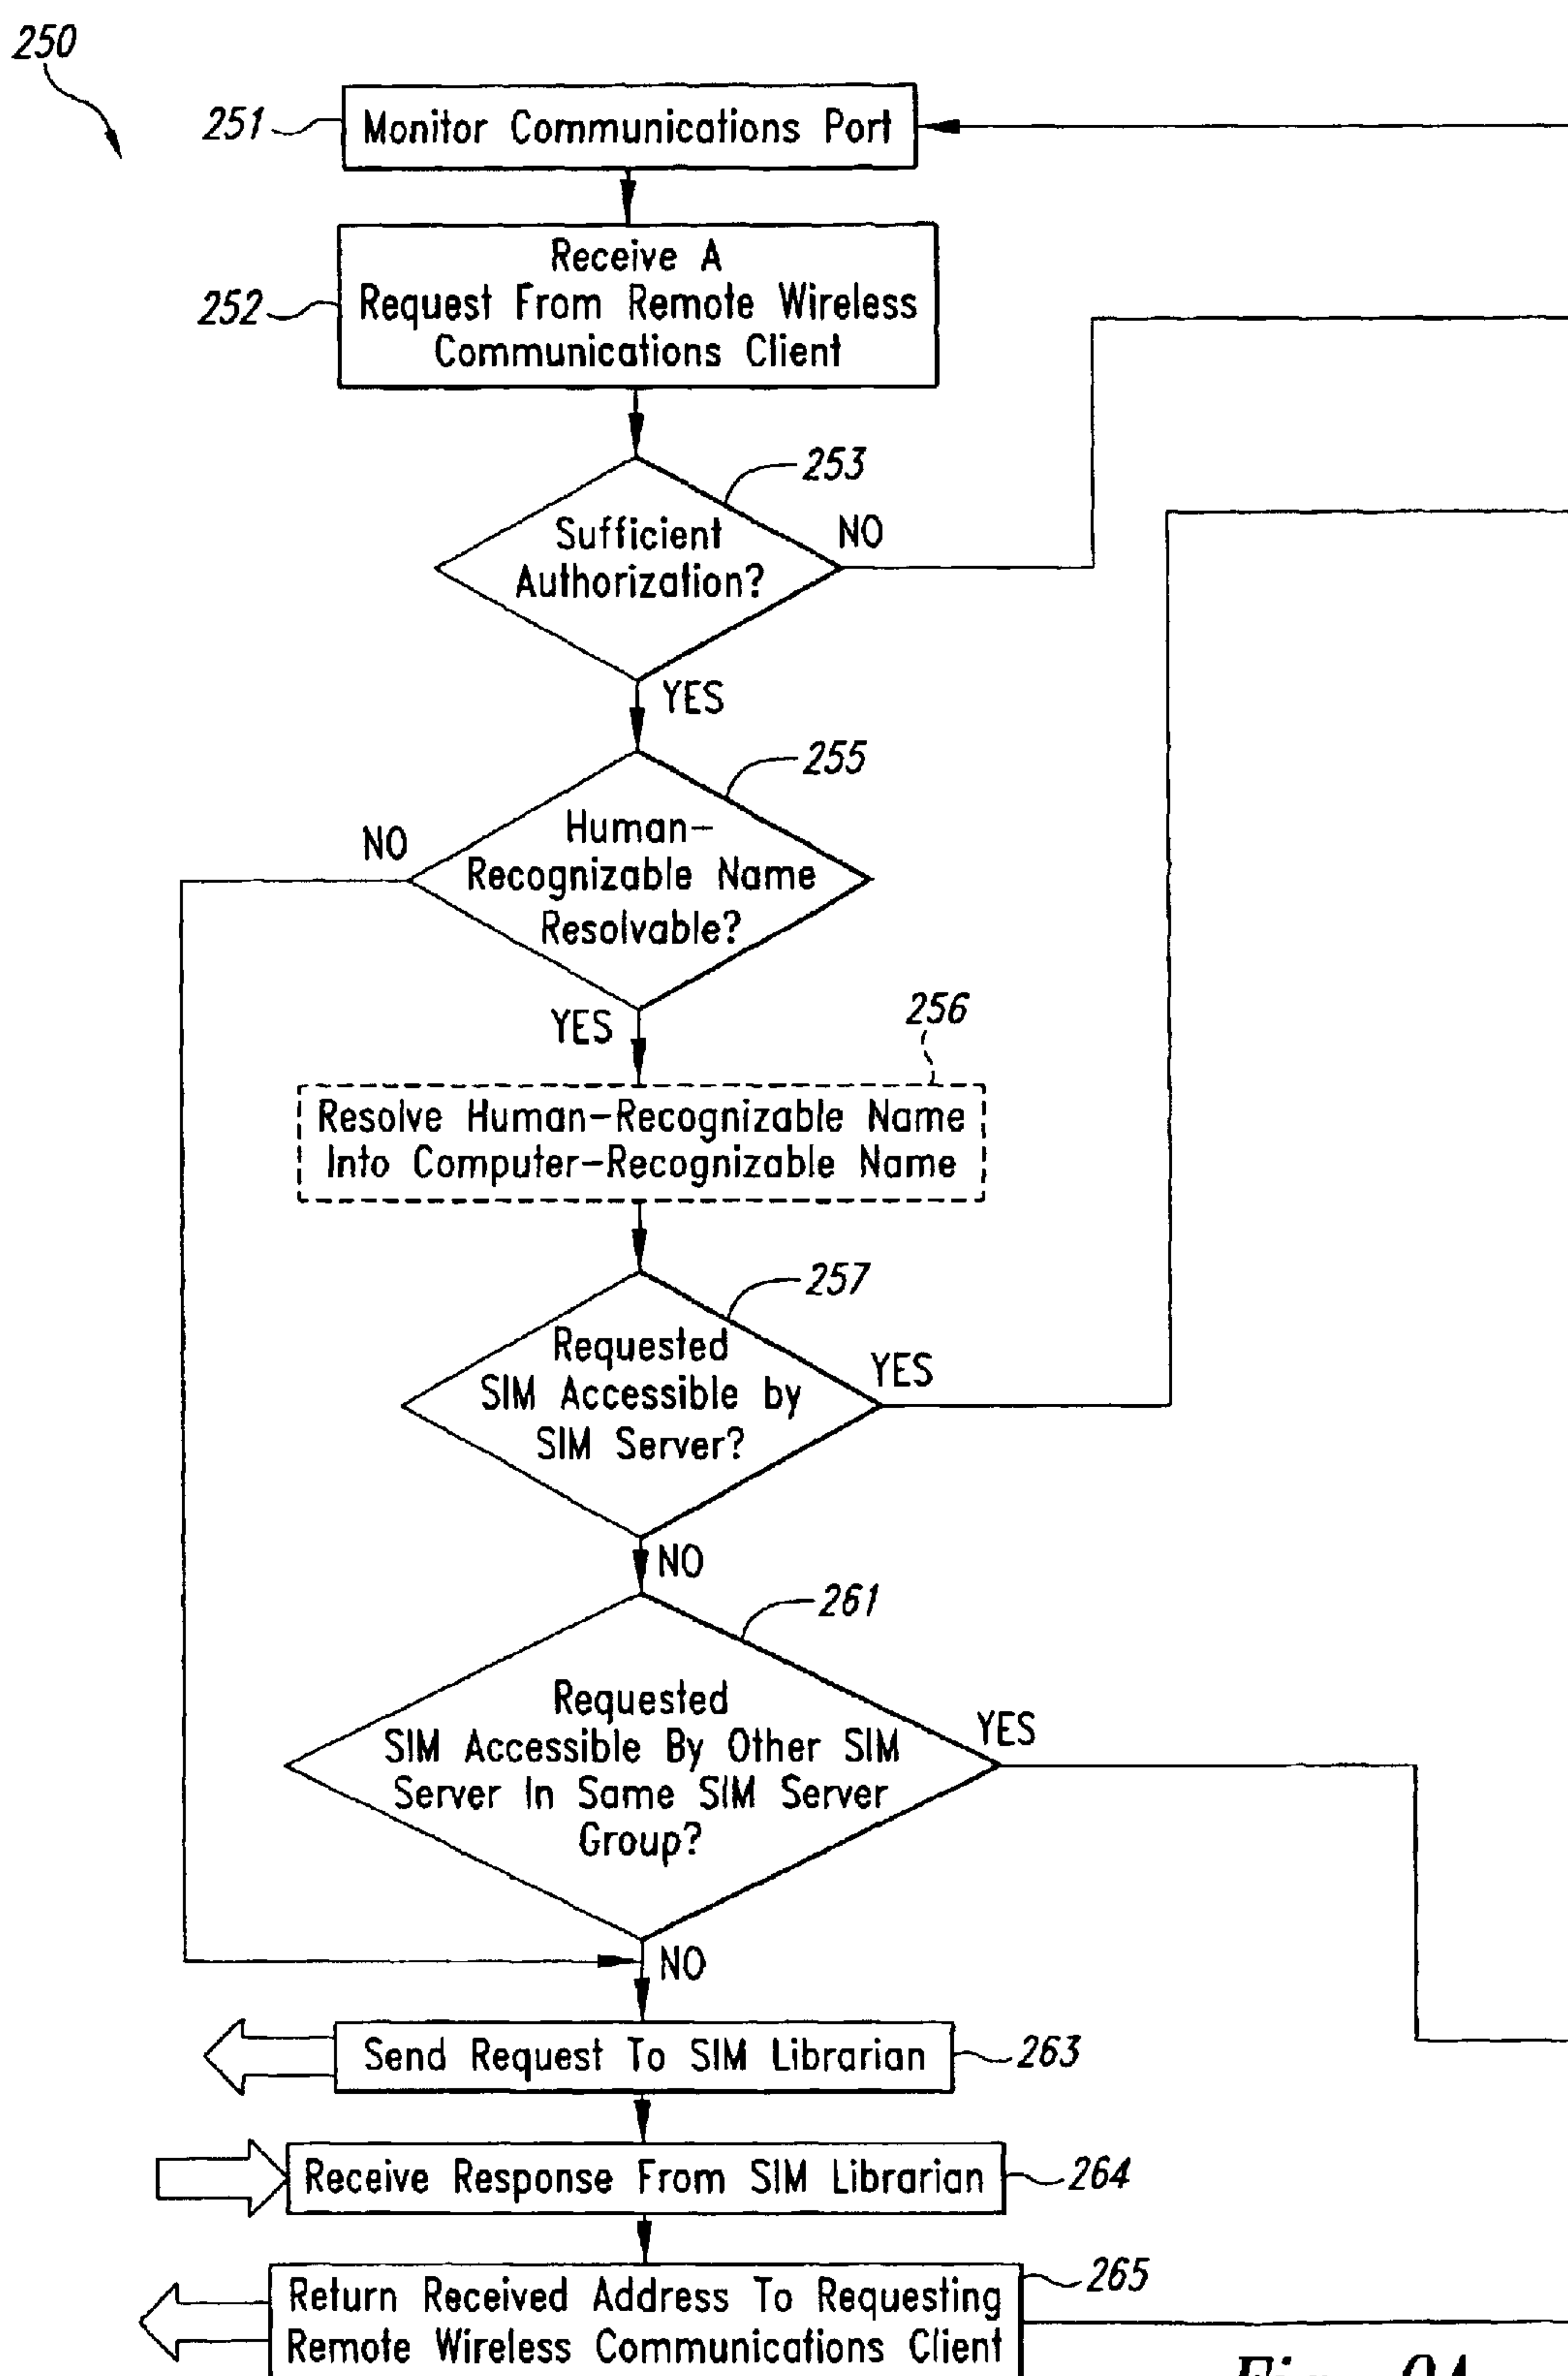 250
251
Monitor Communications Port
Receive A
252
Request From Remote Wireless
Communications Client
253
Sufficient
NO
Authorization?
YES
255
Human-
NO
Recognizable Name
Resolvable?
YES
256
Resolve Human-Recognizable Name
Into Computer-Recognizable Name
257
Requested
YES
SIM Accessible by
SIM Server?
NO
261
Requested
YES
SIM Accessible By Other SIM
Server In Same SIM Server
Group?
NO
Send Request To SIM Librarian
263
Receive Response From SIM Librarian
264
265
Return Received Address To Requesting
Remote Wireless Communications Client